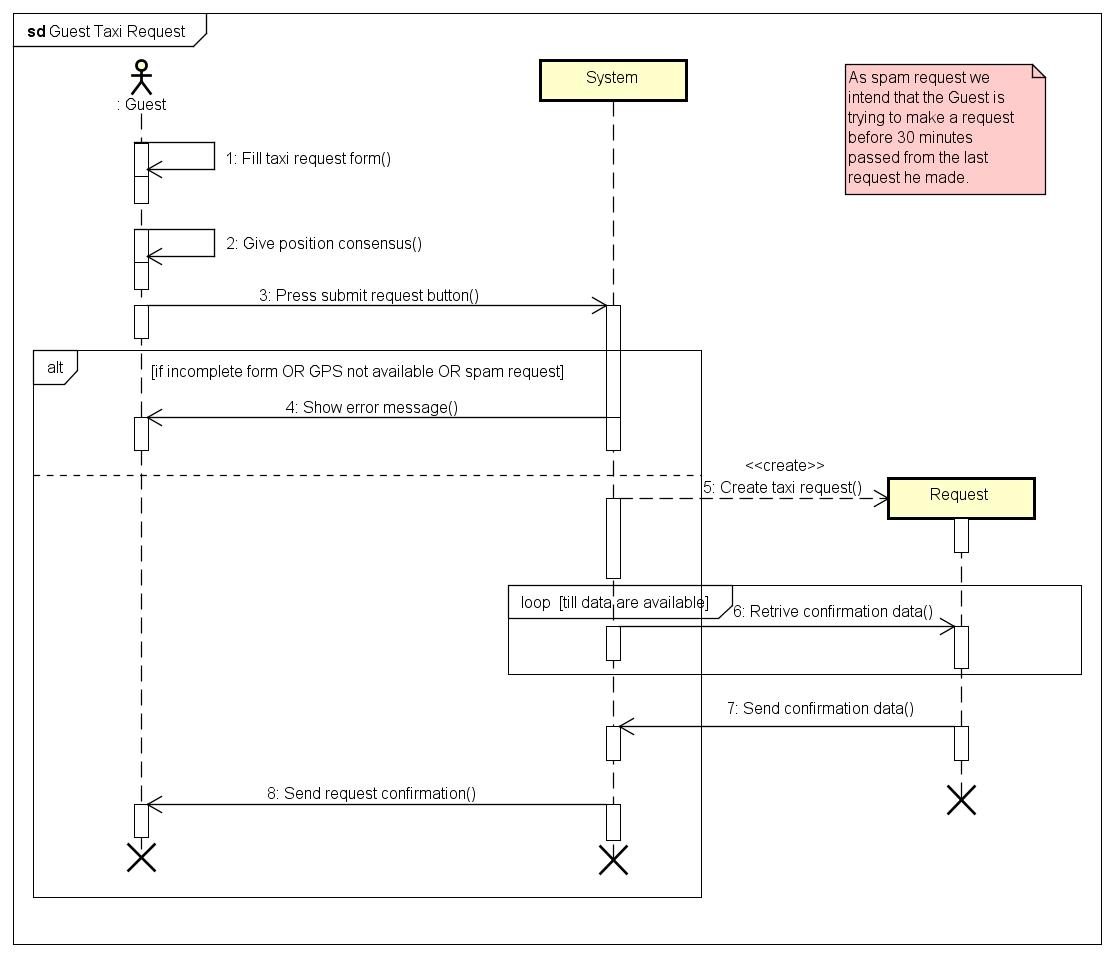 sd Guest Taxi Request
: Guest
System
As spam request we
intend that the Guest is
trying to make a request
before 30 minutes
passed from the last
request he made.
1: Fill taxi request form()
2: Give position consensus()
3: Press submit request button()
alt
[if incomplete form OR GPS not available OR spam request]
4: Show error message()
<<create>>
5: Create taxi request()
Request
loop [till data are available]
6: Retrive confirmation data()
7: Send confirmation data()
8: Send request confirmation()